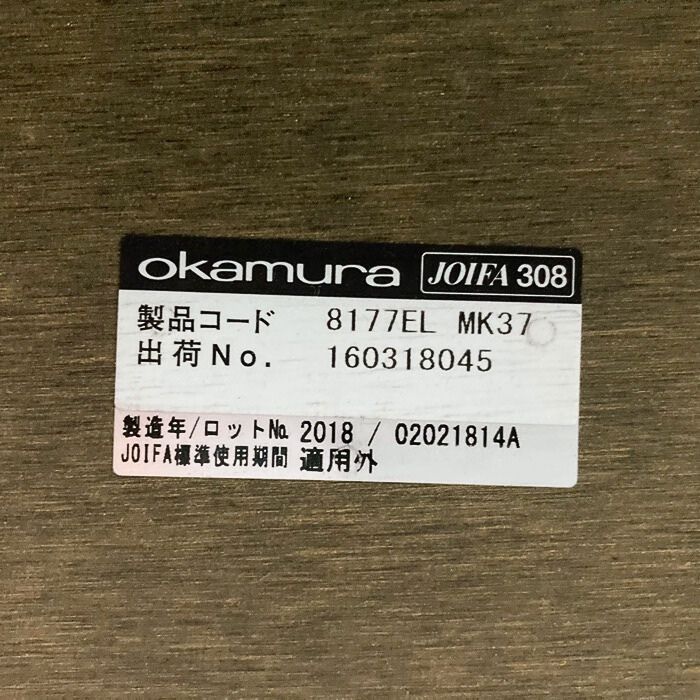 okamura JOIFA 308
製品コード 8177EL MK37
出荷No. 160318045
製造年/ロット№ 2018 / 02021814A
JOIFA標準使用期間 適用外